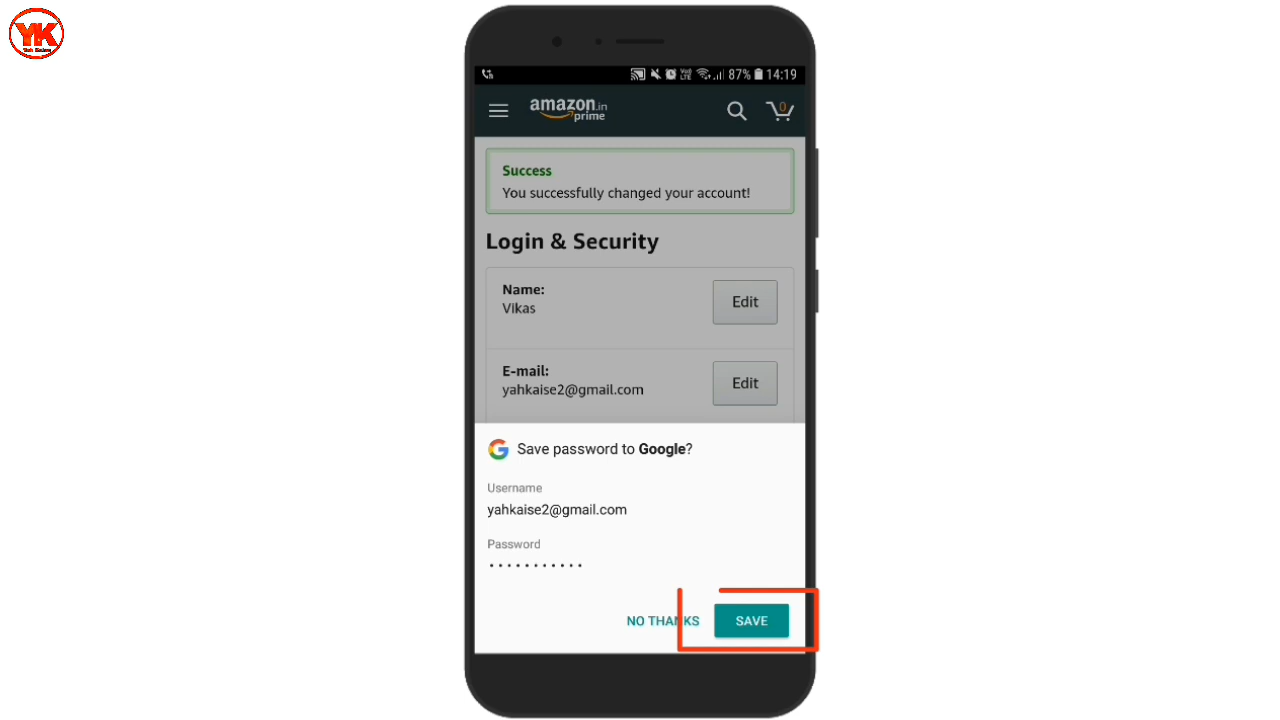 YK
87% 14:19
amazon.in
prime
0
Success
You successfully changed your account!
Login & Security
Name:
Vikas
Edit
E-mail:
yahkaise2@gmail.com
Edit
G Save password to Google?
Username
yahkaise2@gmail.com
Password
•••••••••••
NO THANKS SAVE